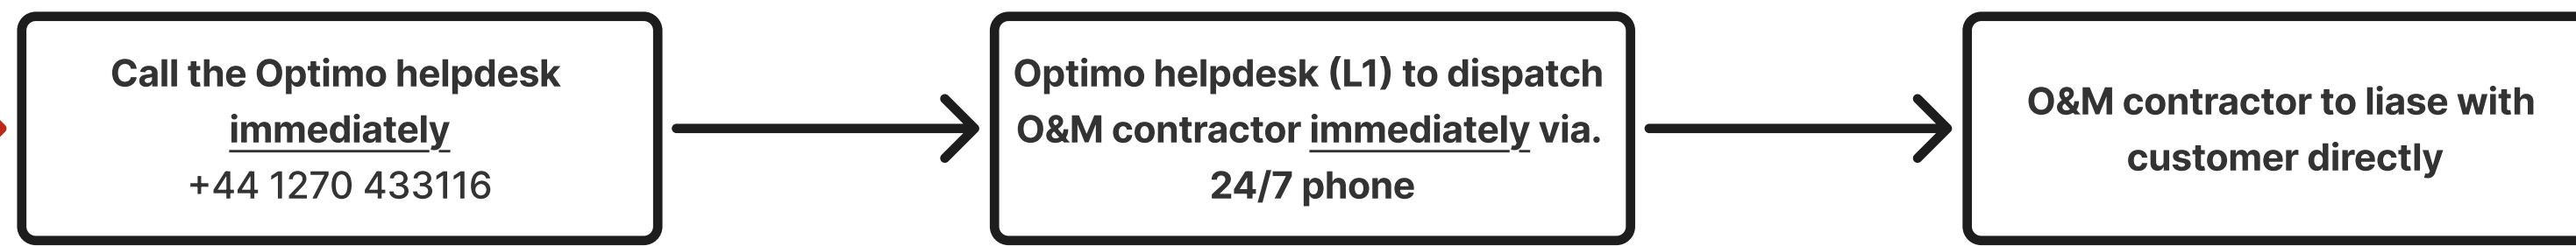 Call the Optimo helpdesk
immediately
+44 1270 433116
Optimo helpdesk (L1) to dispatch
O&M contractor immediately via.
24/7 phone
O&M contractor to liase with
customer directly